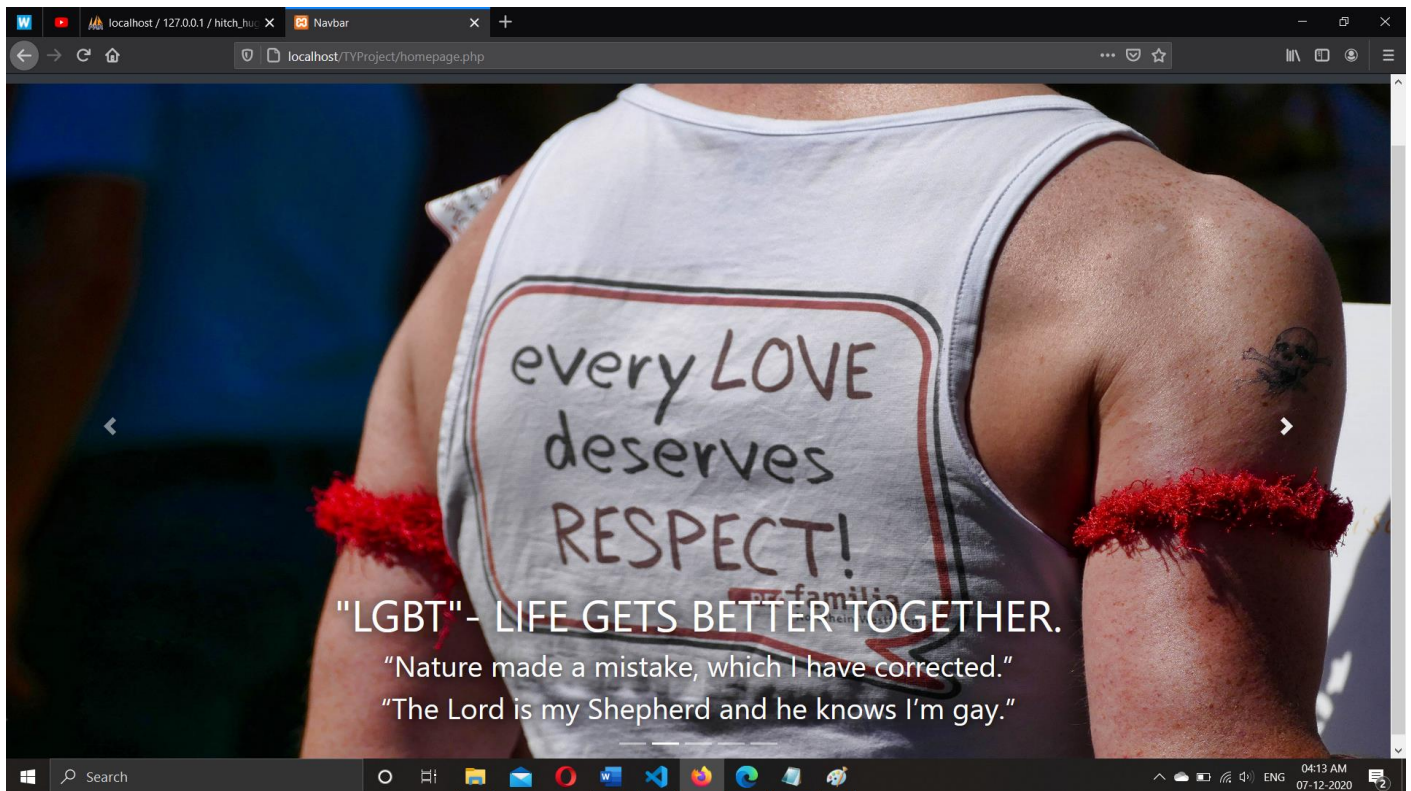 localhost / 127.0.0.1 / hitch_hug
Navbar
localhost/TYProject/homepage.php
every LOVE
deserves
RESPECT!
familia
"LGBT"- LIFE GETS BETTER TOGETHER.
“Nature made a mistake, which I have corrected.”
“The Lord is my Shepherd and he knows I’m gay.”
Search
ENG
04:13 AM
07-12-2020
2